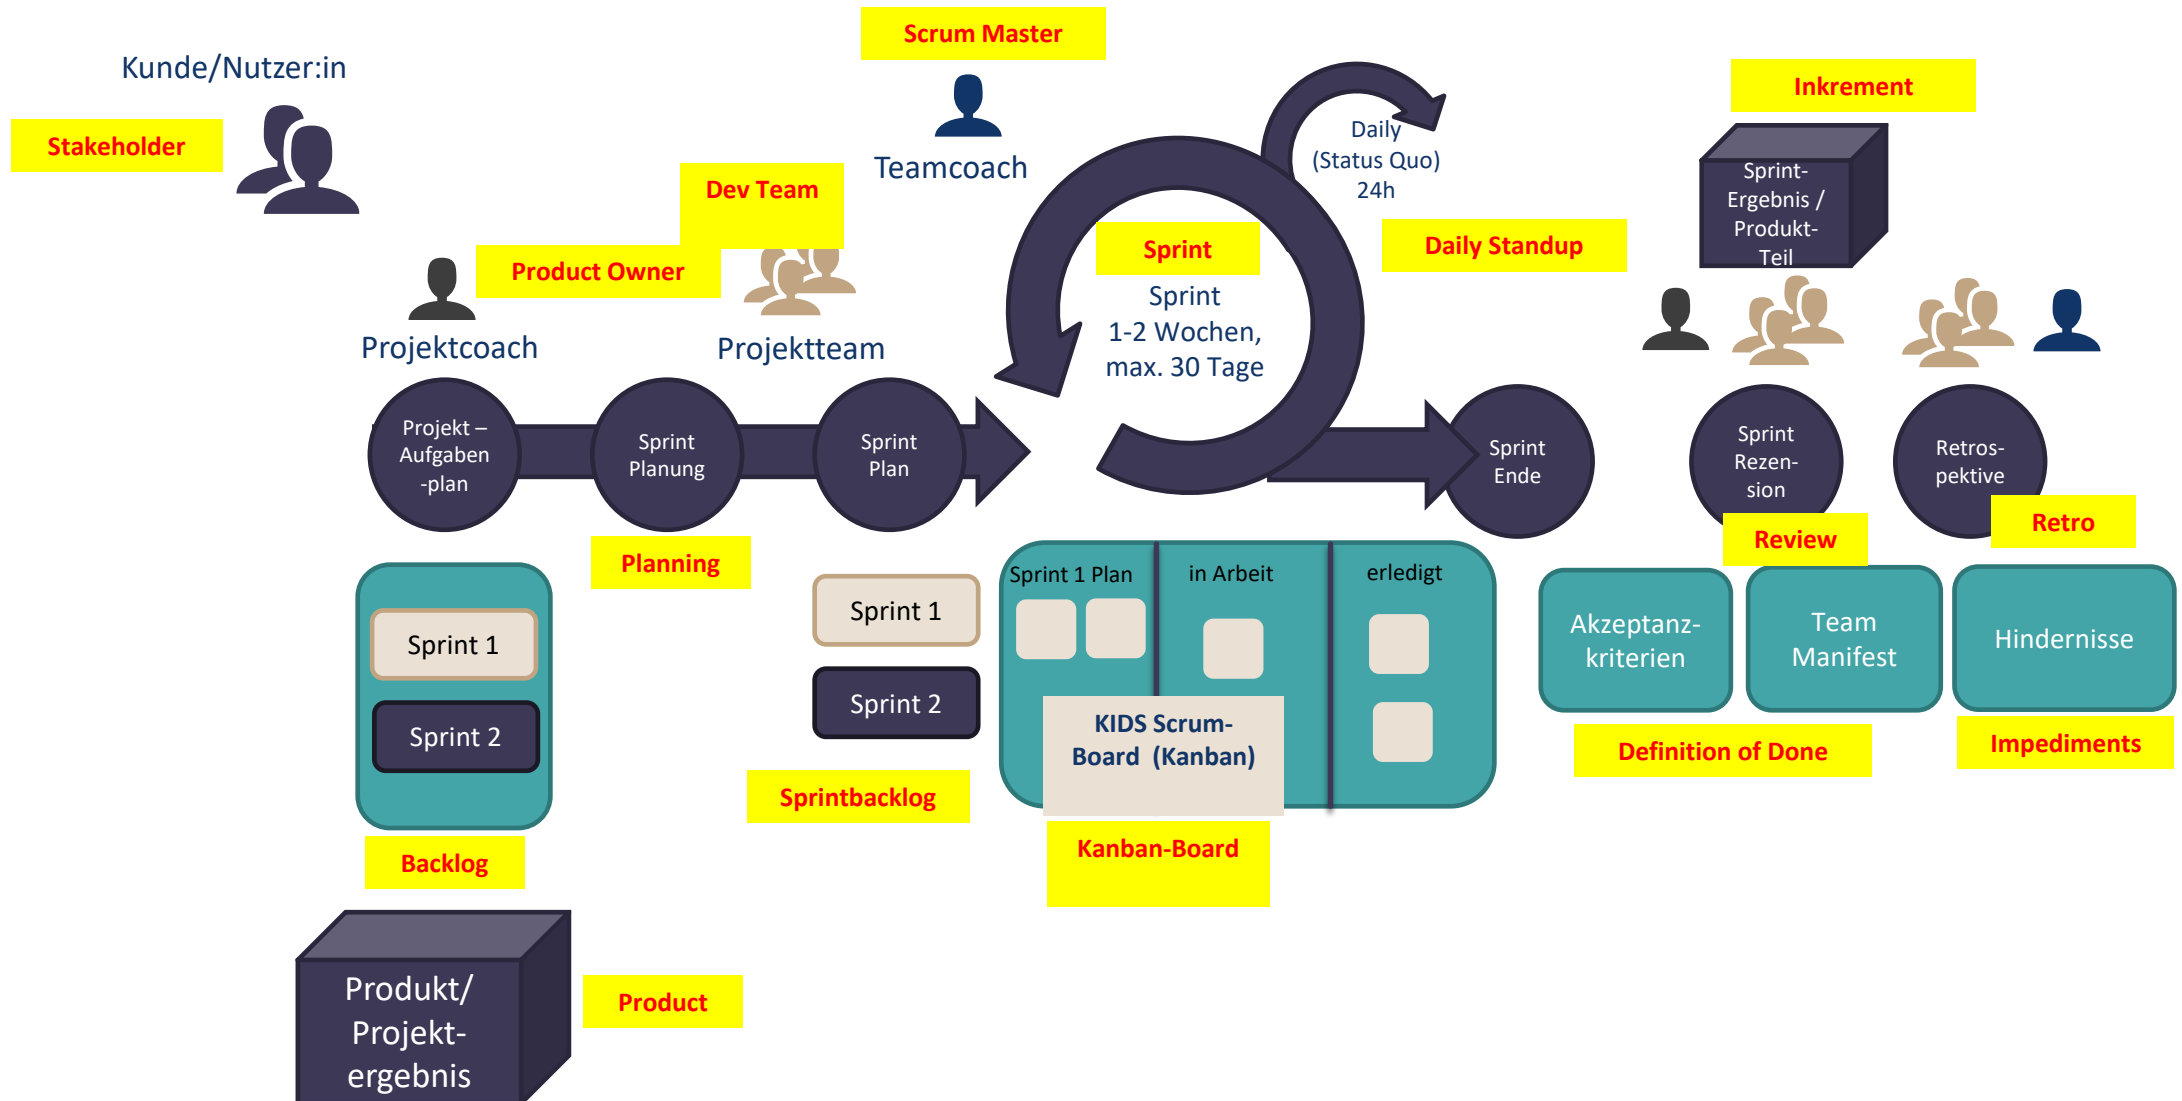 Scrum Master
Kunde/Nutzer:in
Stakeholder
Teamcoach
Dev Team
Product Owner
Projektcoach
Projektteam
Daily
(Status Quo)
24h
Daily Standup
Sprint
Sprint
1-2 Wochen,
max. 30 Tage
Inkrement
Sprint-
Ergebnis /
Produkt-
Teil
Projekt –
Aufgaben
-plan
Sprint
Planung
Sprint
Plan
Sprint
Ende
Sprint
Rezen-
sion
Retros-
pektive
Planning
Review
Retro
Sprint 1
Sprint 2
Backlog
Sprint 1
Sprint 2
Sprintbacklog
Sprint 1 Plan
in Arbeit
erledigt
KIDS Scrum-
Board (Kanban)
Kanban-Board
Akzeptanz-
kriterien
Team
Manifest
Hindernisse
Definition of Done
Impediments
Produkt/
Projekt-
ergebnis
Product